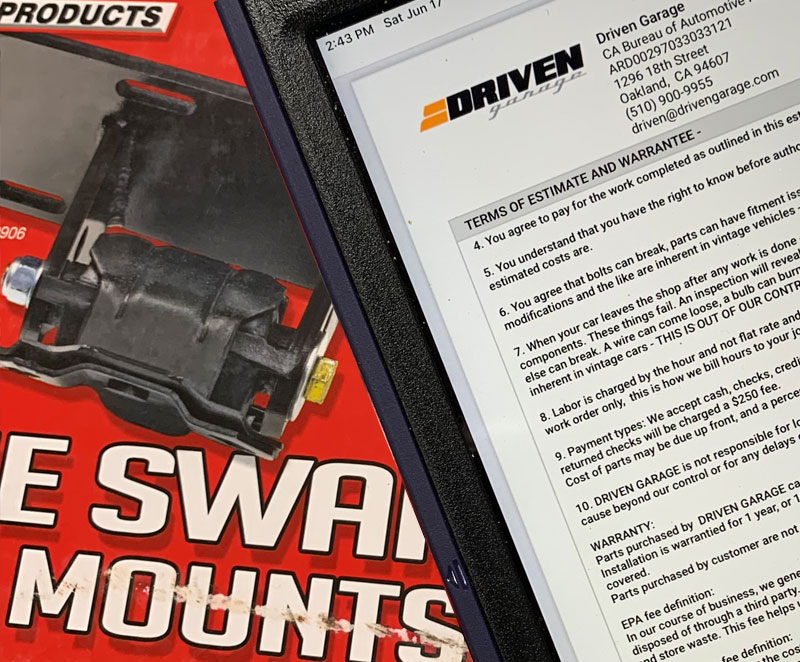 PRODUCTS
906
E SWA
MOUNTS
2:43 PM Sat Jun 17
DRIVEN
garage
Driven Garage
CA Bureau of Automotive
ARD00297033033121
1296 18th Street
Oakland, CA 94607
(510) 900-9955
driven@drivengarage.com
TERMS OF ESTIMATE AND WARRANTEE -
4. You agree to pay for the work completed as outlined in this est
5. You understand that you have the right to know before autho
estimated costs are.
6. You agree that bolts can break, parts can have fitment iss
modifications and the like are inherent in vintage vehicles
7. When your car leaves the shop after any work is done
components. These things fail. An inspection will revea
else can break. A wire can come loose, a bulb can bur
inherent in vintage cars - THIS IS OUT OF OUR CONTR
8. Labor is charged by the hour and not flat rate and
work order only, this is how we bill hours to your jo
9. Payment types: We accept cash, checks, credi
returned checks will be charged a $250 fee.
Cost of parts may be due up front, and a perce
10. DRIVEN GARAGE is not responsible for lo
cause beyond our control or for any delays
WARRANTY:
Parts purchased by DRIVEN GARAGE ca
Installation is warrantied for 1 year, or 1
covered.
Parts purchased by customer are not
EPA fee definition:
In our course of business, we gene
disposed of through a third party.
and store waste. This fee helps
fee definition:
the cos